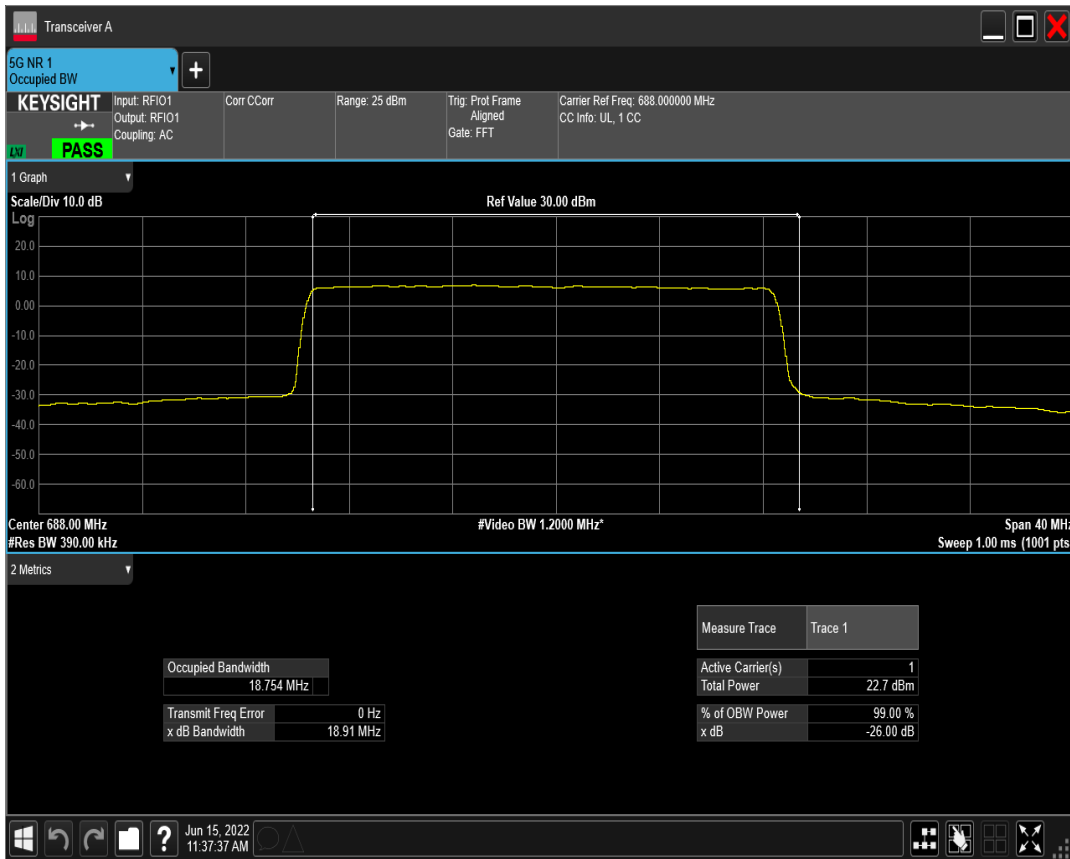 Transceiver A
5G NR 1
Occupied BW
+
KEYSIGHT
LXI
PASS
Input: RFIO1
Output: RFIO1
Coupling: AC
Corr CCorr
Range: 25 dBm
Trig: Prot Frame
Aligned
Gate: FFT
Carrier Ref Freq: 688.000000 MHz
CC Info: UL, 1 CC
1 Graph
Scale/Div 10.0 dB
Ref Value 30.00 dBm
Log
20.0
10.0
0.00
-10.0
-20.0
-30.0
-40.0
-50.0
-60.0
Center 688.00 MHz
#Video BW 1.2000 MHz*
Span 40 MHz
#Res BW 390.00 kHz
Sweep 1.00 ms (1001 pts
2 Metrics
Measure Trace Trace 1
Occupied Bandwidth
18.754 MHz
Active Carrier(s) 1
Total Power 22.7 dBm
Transmit Freq Error 0 Hz
x dB Bandwidth 18.91 MHz
% of OBW Power 99.00 %
x dB -26.00 dB
?
Jun 15, 2022
11:37:37 AM